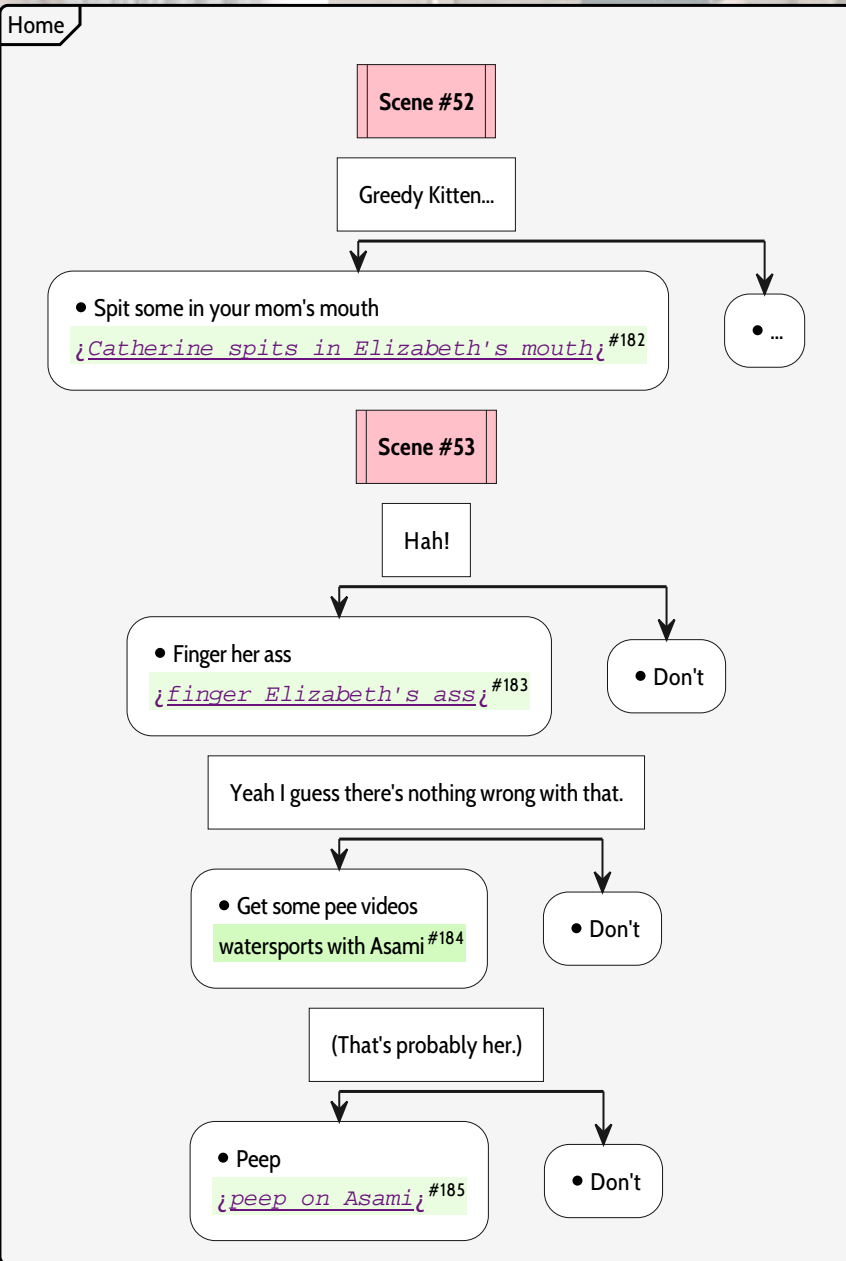 Home
Scene #52
Greedy Kitten...
• Spit some in your mom's mouth
¿Catherine spits in Elizabeth's mouth¿ #182
• ...
Scene #53
Hah!
• Finger her ass
¿finger Elizabeth's ass¿ #183
• Don't
Yeah I guess there's nothing wrong with that.
• Get some pee videos
watersports with Asami #184
• Don't
(That's probably her.)
• Peep
¿peep on Asami¿ #185
• Don't